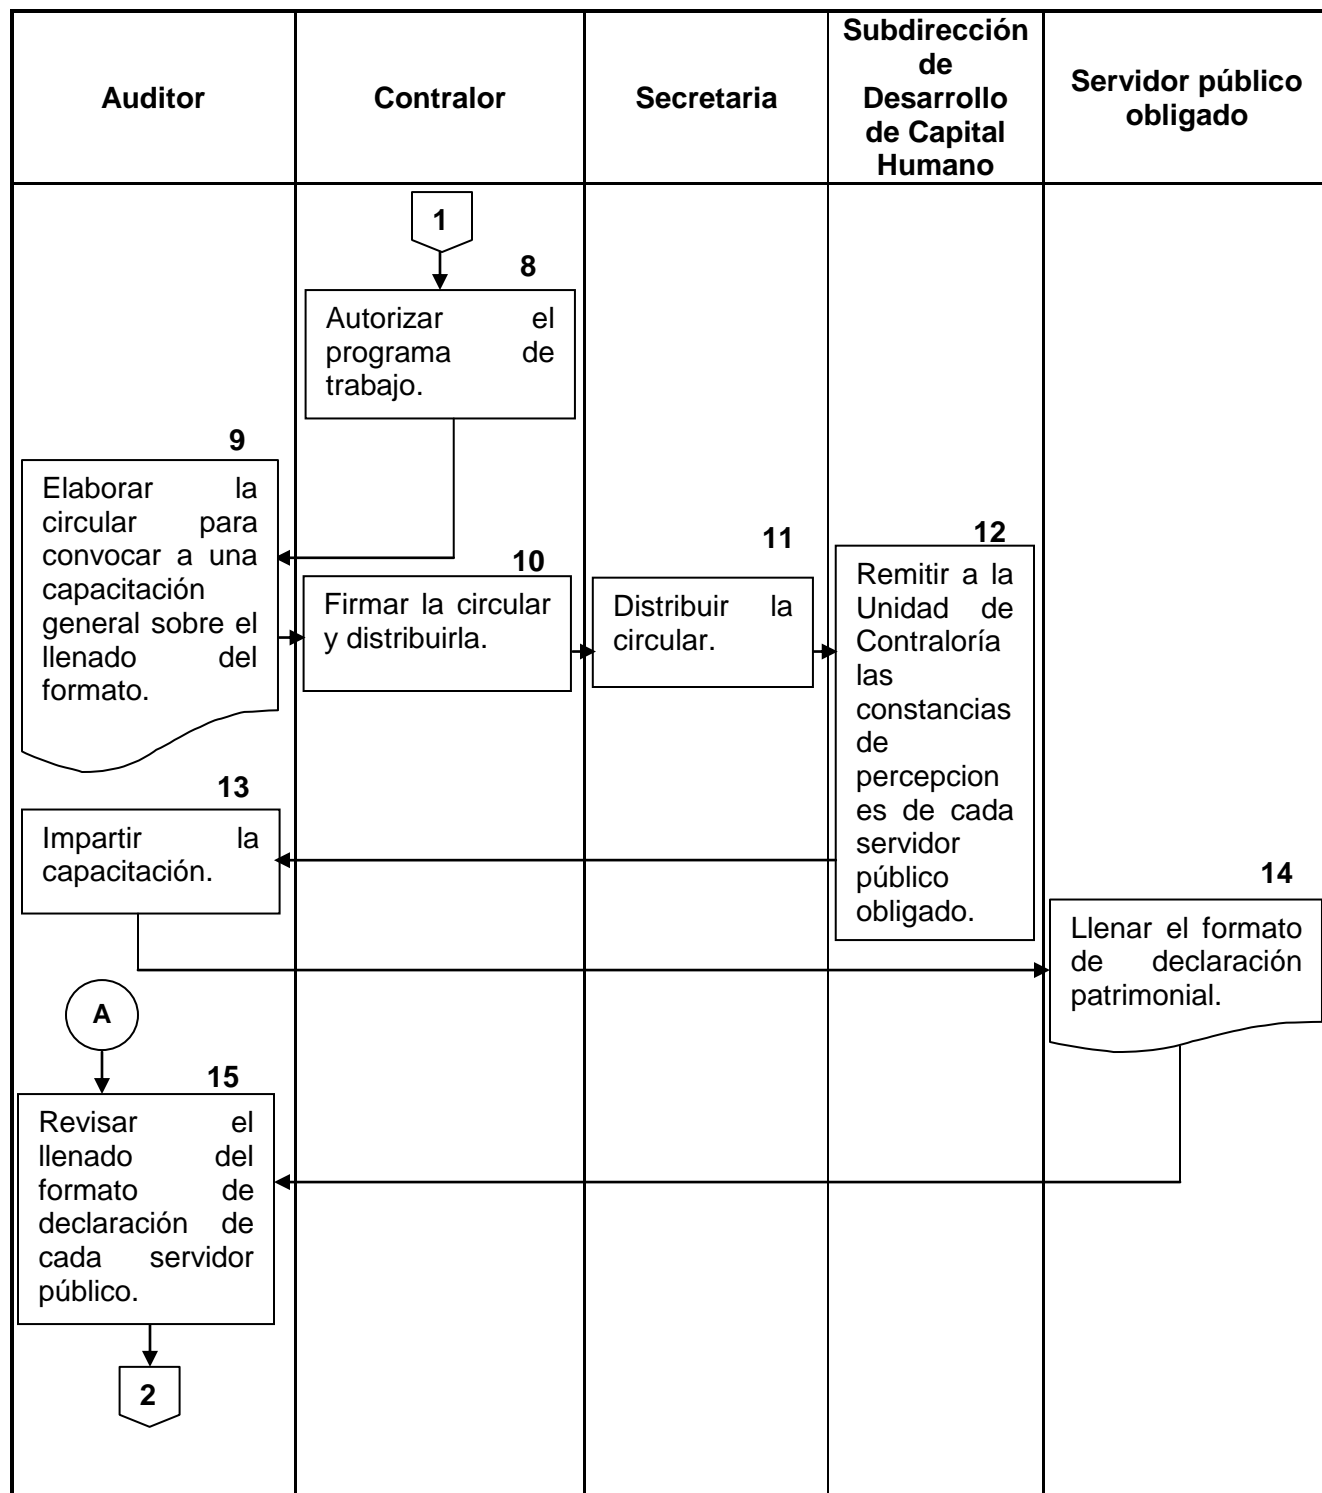 Auditor
Contralor
Secretaria
Subdirección
de
Desarrollo
de Capital
Humano
Servidor público
obligado
1
8
Autorizar el
programa de
trabajo.
9
Elaborar la
circular para
convocar a una
capacitación
general sobre el
llenado del
formato.
10
Firmar la circular
y distribuirla.
11
Distribuir la
circular.
12
Remitir a la
Unidad de
Contraloría
las
constancias
de
percepcion
es de cada
servidor
público
obligado.
13
Impartir la
capacitación.
14
Llenar el formato
de declaración
patrimonial.
A
15
Revisar el
llenado del
formato de
declaración de
cada servidor
público.
2